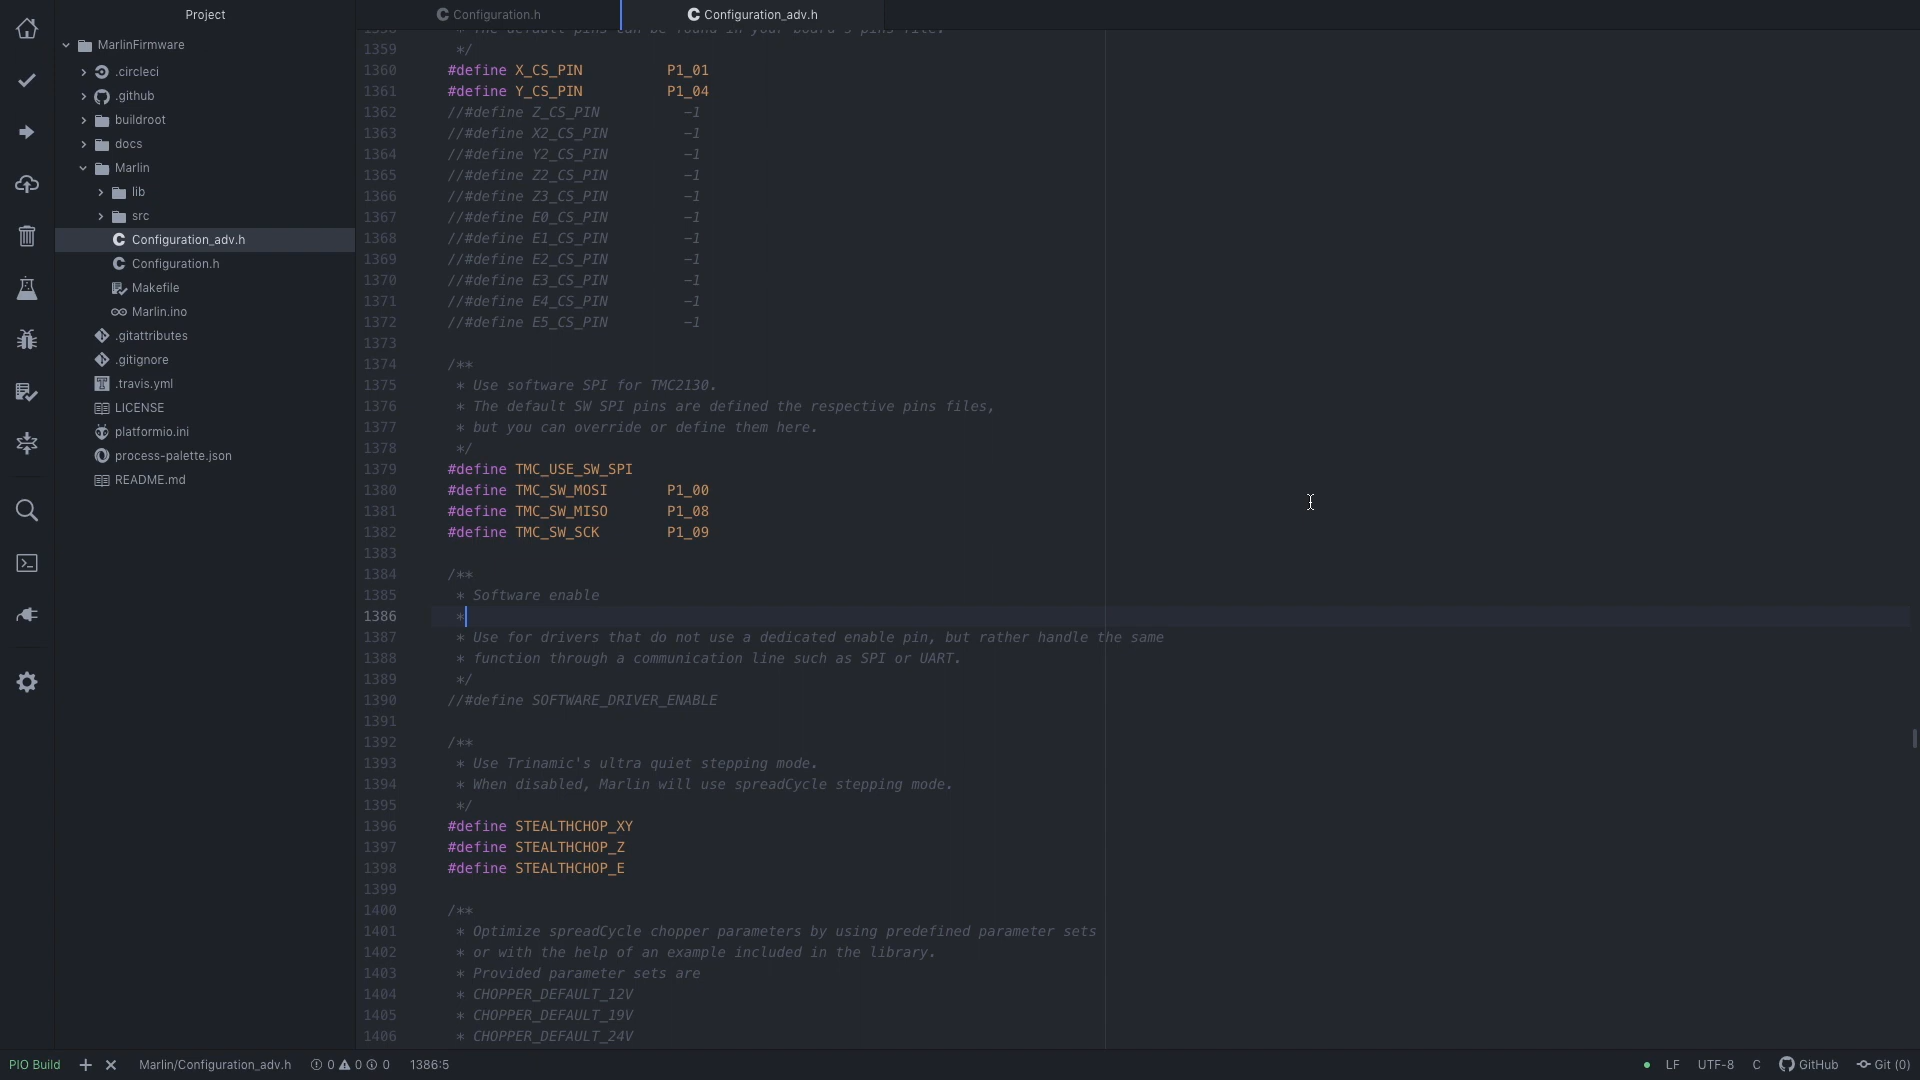 Project
MarlinFirmware
.circleci
.github
buildroot
docs
Marlin
lib
src
Configuration_adv.h
Configuration.h
Makefile
Marlin.ino
.gitattributes
.gitignore
.travis.yml
LICENSE
platformio.ini
process-palette.json
README.md
Configuration.h
Configuration_adv.h
* The default pins can be found in your board's pins file.
1359 */
1360 #define X_CS_PIN P1_01
1361 #define Y_CS_PIN P1_04
1362 //#define Z_CS_PIN -1
1363 //#define X2_CS_PIN -1
1364 //#define Y2_CS_PIN -1
1365 //#define Z2_CS_PIN -1
1366 //#define Z3_CS_PIN -1
1367 //#define E0_CS_PIN -1
1368 //#define E1_CS_PIN -1
1369 //#define E2_CS_PIN -1
1370 //#define E3_CS_PIN -1
1371 //#define E4_CS_PIN -1
1372 //#define E5_CS_PIN -1
1373
1374 /**
1375 * Use software SPI for TMC2130.
1376 * The default SW SPI pins are defined the respective pins files,
1377 * but you can override or define them here.
1378 */
1379 #define TMC_USE_SW_SPI
1380 #define TMC_SW_MOSI P1_00
1381 #define TMC_SW_MISO P1_08
1382 #define TMC_SW_SCK P1_09
1383
1384 /**
1385 * Software enable
1386 *
1387 * Use for drivers that do not use a dedicated enable pin, but rather handle the same
1388 * function through a communication line such as SPI or UART.
1389 */
1390 //#define SOFTWARE_DRIVER_ENABLE
1391
1392 /**
1393 * Use Trinamic's ultra quiet stepping mode.
1394 * When disabled, Marlin will use spreadCycle stepping mode.
1395 */
1396 #define STEALTHCHOP_XY
1397 #define STEALTHCHOP_Z
1398 #define STEALTHCHOP_E
1399
1400 /**
1401 * Optimize spreadCycle chopper parameters by using predefined parameter sets
1402 * or with the help of an example included in the library.
1403 * Provided parameter sets are
1404 * CHOPPER_DEFAULT_12V
1405 * CHOPPER_DEFAULT_19V
1406 * CHOPPER_DEFAULT_24V
PIO Build Marlin/Configuration_adv.h 0 0 0 1386:5 LF UTF-8 C GitHub Git (0)